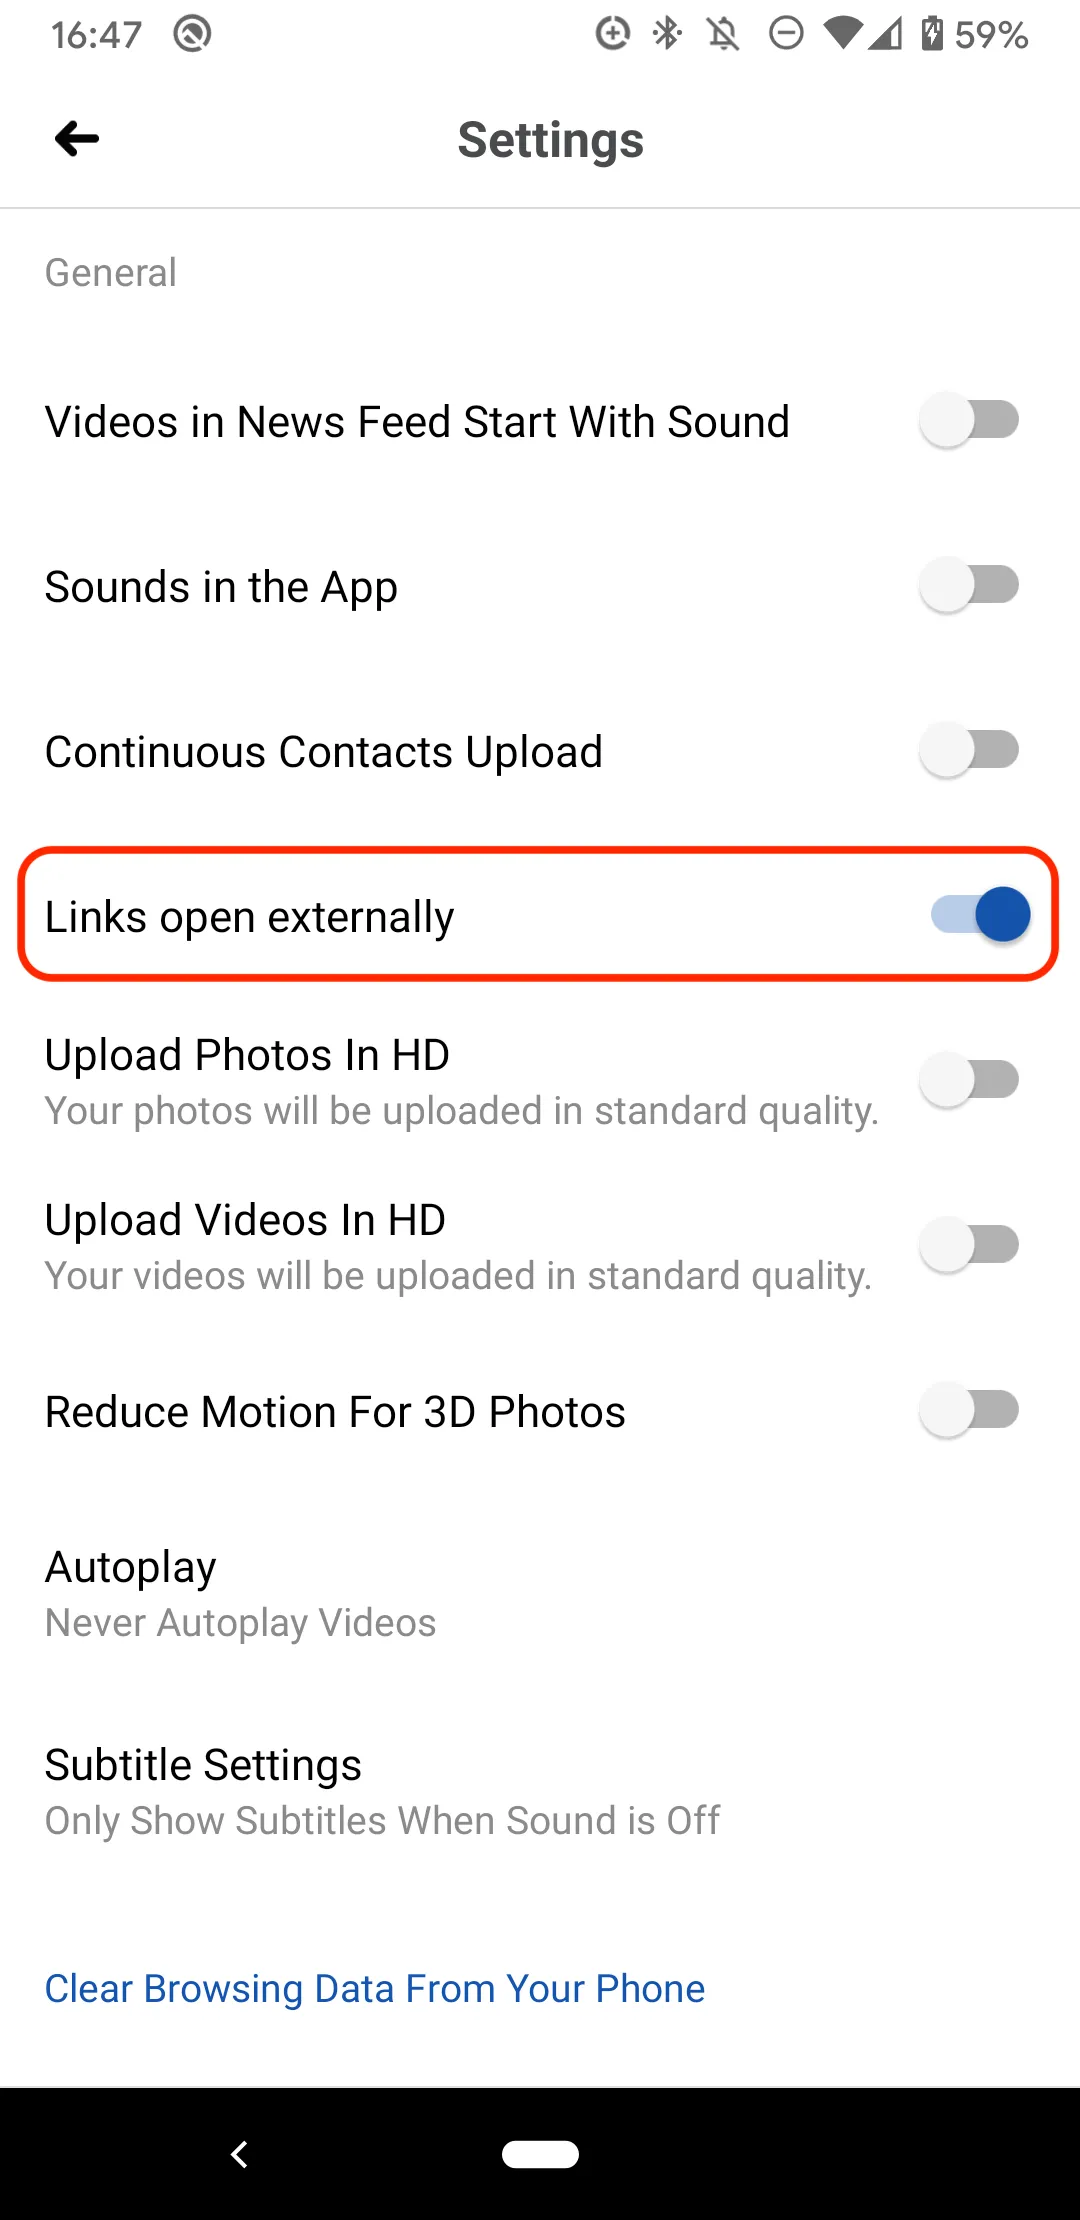 16:47
59%
Settings
General
Videos in News Feed Start With Sound
Sounds in the App
Continuous Contacts Upload
Links open externally
Upload Photos In HD
Your photos will be uploaded in standard quality.
Upload Videos In HD
Your videos will be uploaded in standard quality.
Reduce Motion For 3D Photos
Autoplay
Never Autoplay Videos
Subtitle Settings
Only Show Subtitles When Sound is Off
Clear Browsing Data From Your Phone